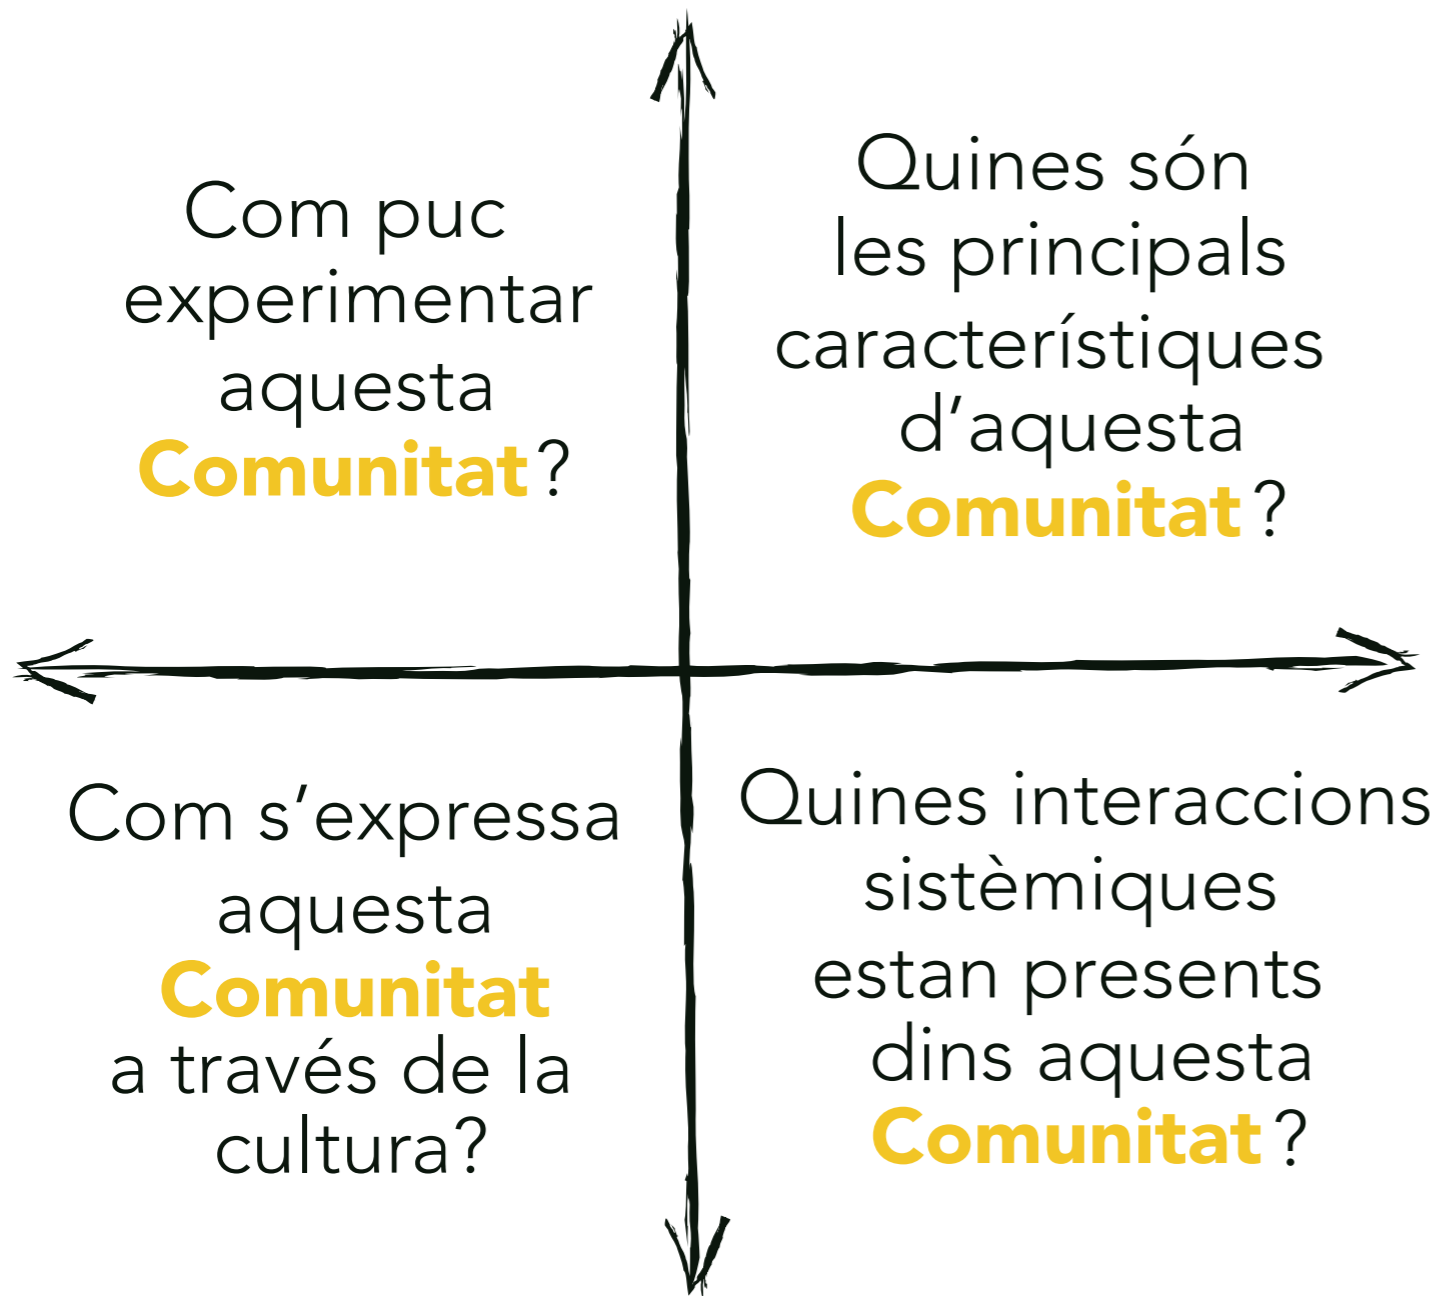 Com puc
experimentar
aquesta
Comunitat?
Quines són
les principals
característiques
d’aquesta
Comunitat?
Com s’expressa
aquesta
Comunitat
a través de la
cultura?
Quines interaccions
sistèmiques
estan presents
dins aquesta
Comunitat?